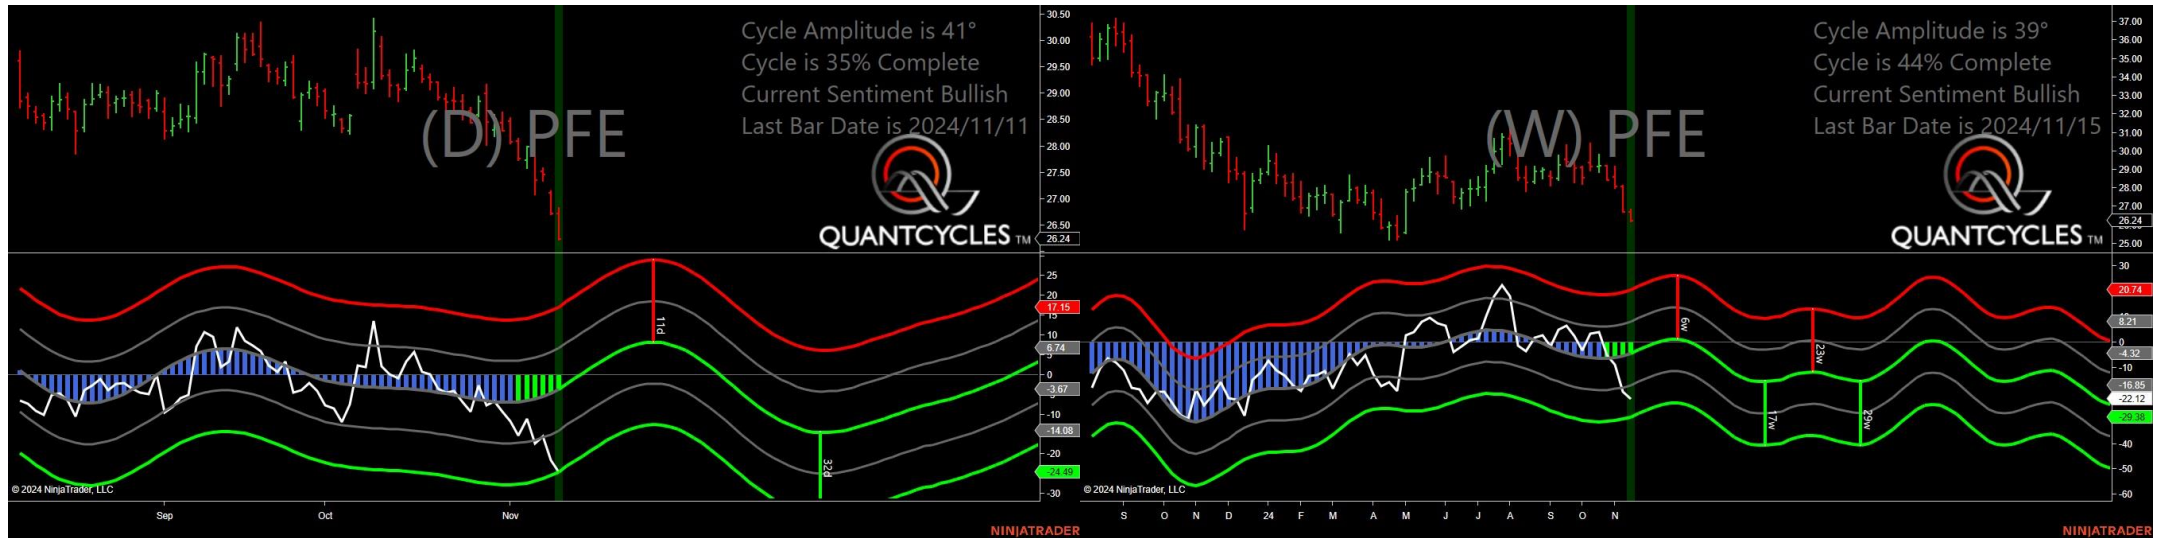 Cycle Amplitude is 41°
Cycle is 35% Complete
Current Sentiment Bullish
Last Bar Date is 2024/11/11
(D) PFE
QUANTCYCLES TM
30.50
30.00
29.50
29.00
28.50
28.00
27.50
27.00
26.50
26.24
25
17.15
15
10
6.74
5
0
-3.67
-10
-14.08
-20
-24.49
-30
11d
32d
© 2024 NinjaTrader, LLC
Sep
Oct
Nov
NINJATRADER
Cycle Amplitude is 39°
Cycle is 44% Complete
Current Sentiment Bullish
Last Bar Date is 2024/11/15
(W) PFE
QUANTCYCLES TM
37.00
36.00
35.00
34.00
33.00
32.00
31.00
30.00
29.00
28.00
27.00
26.24
25.00
30
20.74
8.21
0
-4.32
-10
-16.85
-22.12
-29.38
-40
-50
-60
6w
17w
23w
29w
© 2024 NinjaTrader, LLC
S
O
N
D
24
F
M
A
M
J
J
A
S
O
N
NINJATRADER